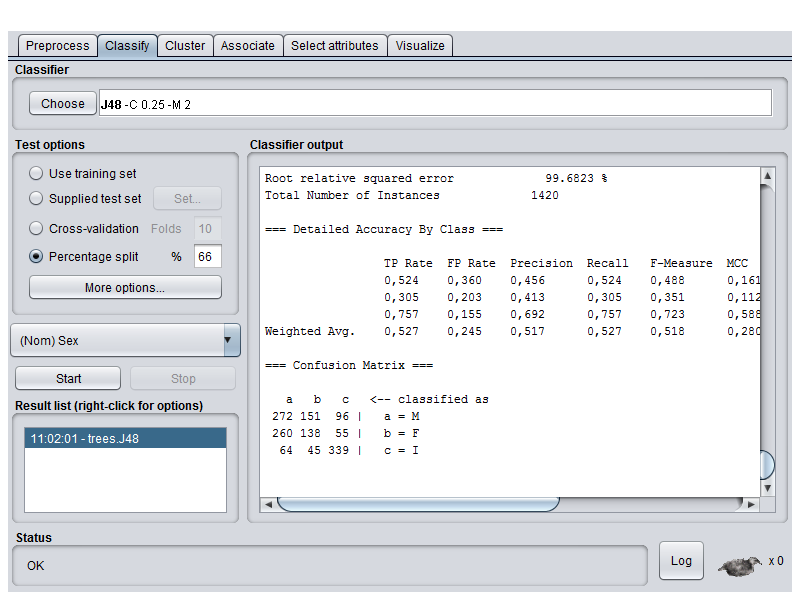 Preprocess Classify Cluster Associate Select attributes Visualize
Classifier
Choose J48 -C 0.25 -M 2
Test options
Use training set
Supplied test set Set...
Cross-validation Folds 10
Percentage split % 66
More options...
(Nom) Sex
Start Stop
Result list (right-click for options)
11:02:01 - trees.J48
Classifier output
Root relative squared error 99.6823 %
Total Number of Instances 1420
=== Detailed Accuracy By Class ===
TP Rate FP Rate Precision Recall F-Measure MCC
0,524 0,360 0,456 0,524 0,488 0,161
0,305 0,203 0,413 0,305 0,351 0,112
0,757 0,155 0,692 0,757 0,723 0,588
Weighted Avg. 0,527 0,245 0,517 0,527 0,518 0,280
=== Confusion Matrix ===
a b c <-- classified as
272 151 96 | a = M
260 138 55 | b = F
64 45 339 | c = I
Status
OK
Log
x 0